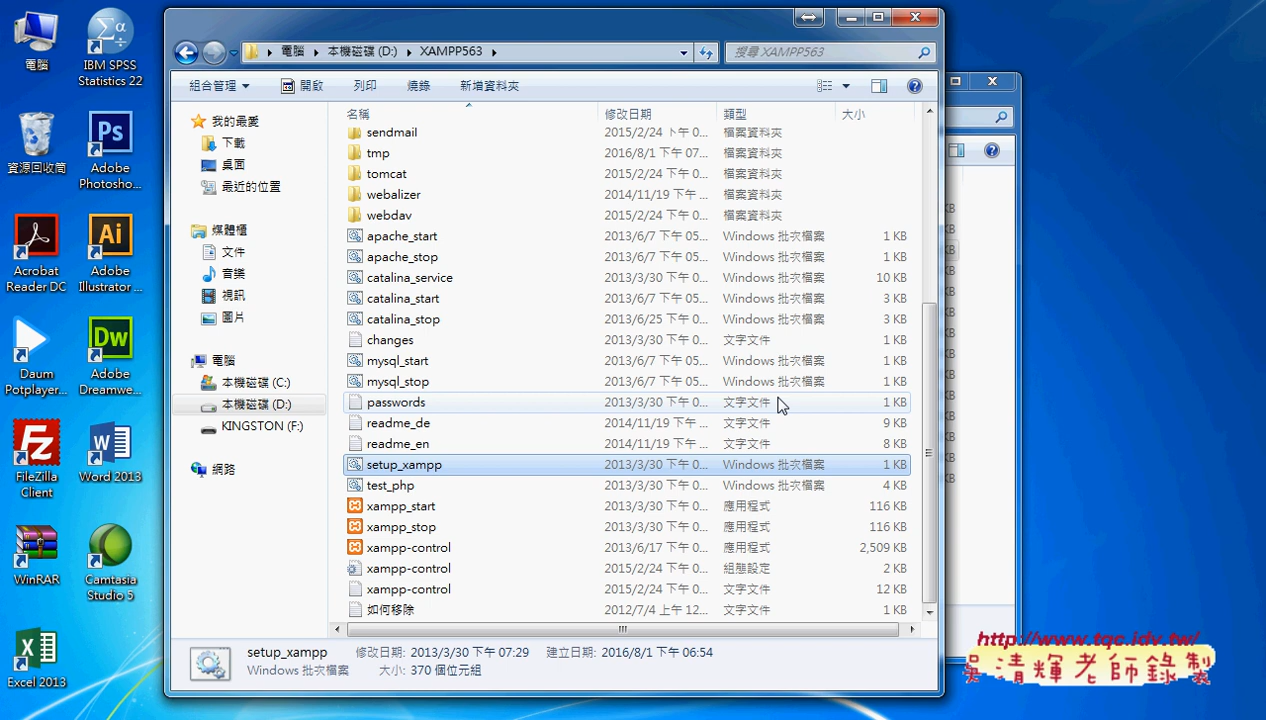 電腦
IBM SPSS
Statistics 22
資源回收筒
Adobe
Photosho...
Acrobat
Reader DC
Adobe
Illustrator ...
Daum
Potplayer...
Adobe
Dreamwe...
FileZilla
Client
Word 2013
WinRAR
Camtasia
Studio 5
Excel 2013
電腦 本機磁碟 (D:) XAMPP563
搜尋 XAMPP563
組合管理 開啟 列印 燒錄 新增資料夾
我的最愛
下載
桌面
最近的位置
媒體櫃
文件
音樂
視訊
圖片
電腦
本機磁碟 (C:)
本機磁碟 (D:)
KINGSTON (F:)
網路
名稱 修改日期 類型 大小
sendmail 2015/2/24 下午 0... 檔案資料夾
tmp 2016/8/1 下午 07... 檔案資料夾
tomcat 2015/2/24 下午 0... 檔案資料夾
webalizer 2014/11/19 下午 ... 檔案資料夾
webdav 2015/2/24 下午 0... 檔案資料夾
apache_start 2013/6/7 下午 05... Windows 批次檔案 1 KB
apache_stop 2013/6/7 下午 05... Windows 批次檔案 1 KB
catalina_service 2013/3/30 下午 0... Windows 批次檔案 10 KB
catalina_start 2013/6/7 下午 05... Windows 批次檔案 3 KB
catalina_stop 2013/6/25 下午 0... Windows 批次檔案 3 KB
changes 2013/3/30 下午 0... 文字文件 1 KB
mysql_start 2013/6/7 下午 05... Windows 批次檔案 1 KB
mysql_stop 2013/6/7 下午 05... Windows 批次檔案 1 KB
passwords 2013/3/30 下午 0... 文字文件 1 KB
readme_de 2014/11/19 下午 ... 文字文件 9 KB
readme_en 2014/11/19 下午 ... 文字文件 8 KB
setup_xampp 2013/3/30 下午 0... Windows 批次檔案 1 KB
test_php 2013/3/30 下午 0... Windows 批次檔案 4 KB
xampp_start 2013/3/30 下午 0... 應用程式 116 KB
xampp_stop 2013/3/30 下午 0... 應用程式 116 KB
xampp-control 2013/6/17 下午 0... 應用程式 2,509 KB
xampp-control 2015/2/24 下午 0... 組態設定 2 KB
xampp-control 2015/2/24 下午 0... 文字文件 12 KB
如何移除 2012/7/4 上午 12... 文字文件 1 KB
setup_xampp 修改日期: 2013/3/30 下午 07:29 建立日期: 2016/8/1 下午 06:54
Windows 批次檔案 大小: 370 個位元組
http://www.tqc.idv.tw/
吳清輝老師錄製